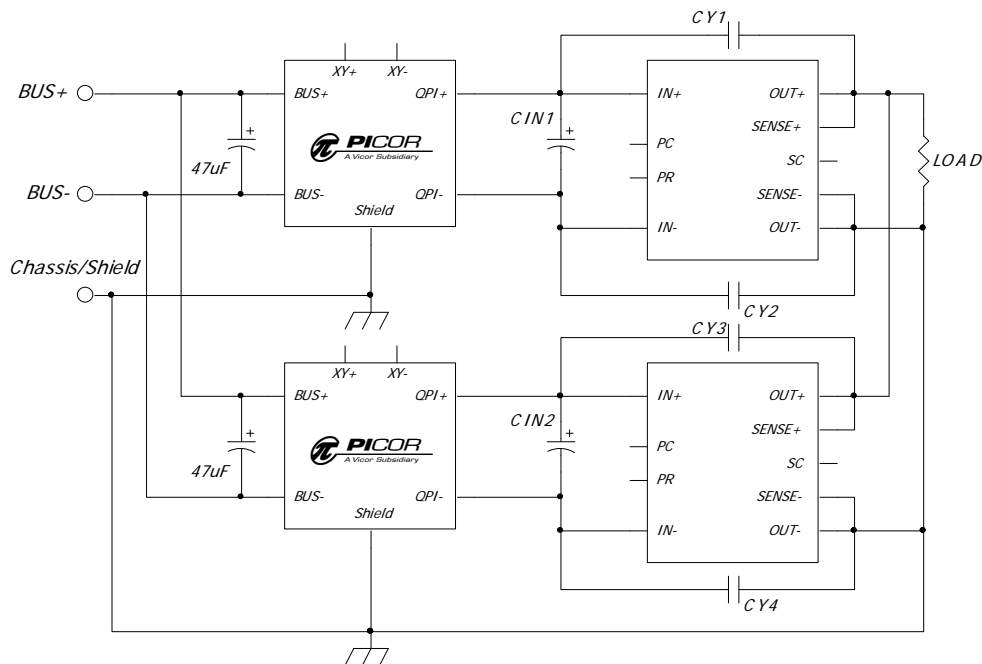 CY1
XY+ XY-
BUS+ BUS+ QPI+ IN+ OUT+
CIN1 SENSE+
+ + PC
π PICOR
A Vicor Subsidiary
SC LOAD
47uF PR
BUS- BUS- QPI- SENSE-
Shield
IN- OUT-
Chassis/Shield
CY2
CY3
XY+ XY-
BUS+ QPI+ IN+ OUT+
CIN2 SENSE+
+ + PC
π PICOR
A Vicor Subsidiary
SC
47uF PR
BUS- QPI- SENSE-
Shield
IN- OUT-
CY4